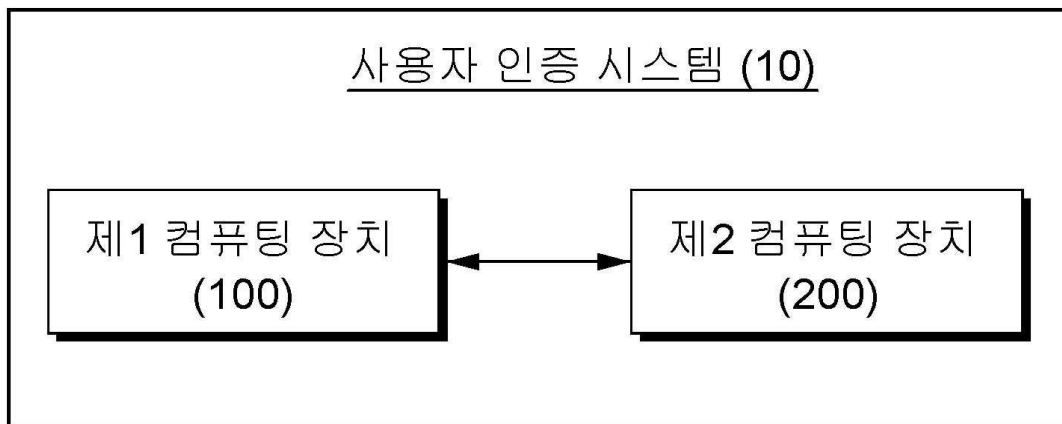 사용자 인증 시스템 (10)
제1 컴퓨팅 장치
(100)
제2 컴퓨팅 장치
(200)